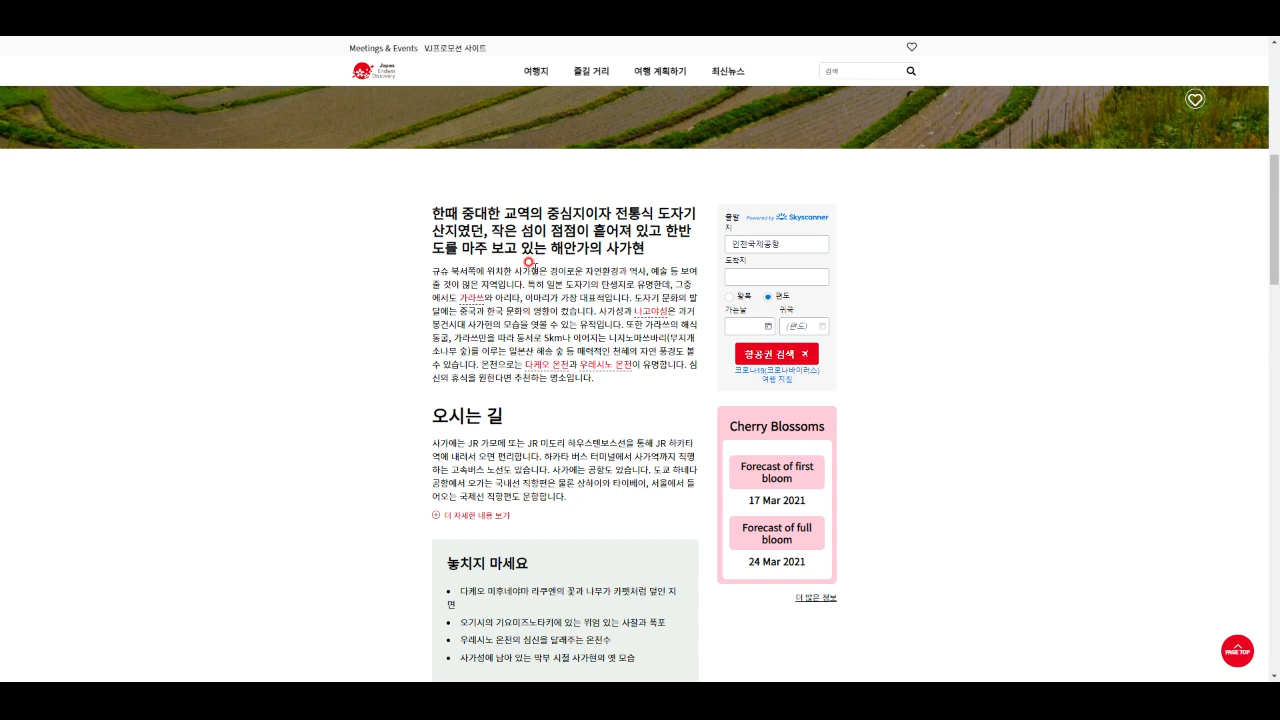 Meetings & Events VJ프로모션 사이트
Japan.
Endless
Discovery.
여행지 즐길 거리 여행 계획하기 최신뉴스
검색
한때 중대한 교역의 중심지이자 전통식 도자기
산지였던, 작은 섬이 점점이 흩어져 있고 한반
도를 마주 보고 있는 해안가의 사가현
규슈 북서쪽에 위치한 사가현은 경이로운 자연환경과 역사, 예술 등 보여
줄 것이 많은 지역입니다. 특히 일본 도자기의 탄생지로 유명한데, 그중
에서도 가라쓰와 아리타, 이마리가 가장 대표적입니다. 도자기 문화의 발
달에는 중국과 한국 문화의 영향이 컸습니다. 사가성과 나고야성은 과거
봉건시대 사가현의 모습을 엿볼 수 있는 유적입니다. 또한 가라쓰의 해식
동굴, 가라쓰만을 따라 동서로 5km나 이어지는 니지노마쓰바리(무지개
소나무 숲)를 이루는 일본산 해송 숲 등 매력적인 천혜의 자연 풍경도 볼
수 있습니다. 온천으로는 다케오 온천과 우레시노 온천이 유명합니다. 심
신의 휴식을 원한다면 추천하는 명소입니다.
오시는 길
사가에는 JR 가모메 또는 JR 미도리 하우스텐보스선을 통해 JR 하카타
역에 내려서 오면 편리합니다. 하카타 버스 터미널에서 사가역까지 직행
하는 고속버스 노선도 있습니다. 사가에는 공항도 있습니다. 도쿄 하네다
공항에서 오가는 국내선 직항편은 물론 상하이와 타이베이, 서울에서 들
어오는 국제선 직항편도 운항합니다.
더 자세한 내용 보기
놓치지 마세요
• 다케오 미후네야마 라쿠엔의 꽃과 나무가 카펫처럼 덮인 지
면
• 오기시의 기요미즈노타키에 있는 위엄 있는 사찰과 폭포
• 우레시노 온천의 심신을 달래주는 온천수
• 사가성에 남아 있는 막부 시절 사가현의 옛 모습
출발
지
Powered by Skyscanner
인천국제공항
도착지
왕복 편도
가는날 귀국
(편도)
항공권 검색
코로나19(코로나바이러스)
여행 지침
Cherry Blossoms
Forecast of first
bloom
17 Mar 2021
Forecast of full
bloom
24 Mar 2021
더 많은 정보
PAGE TOP